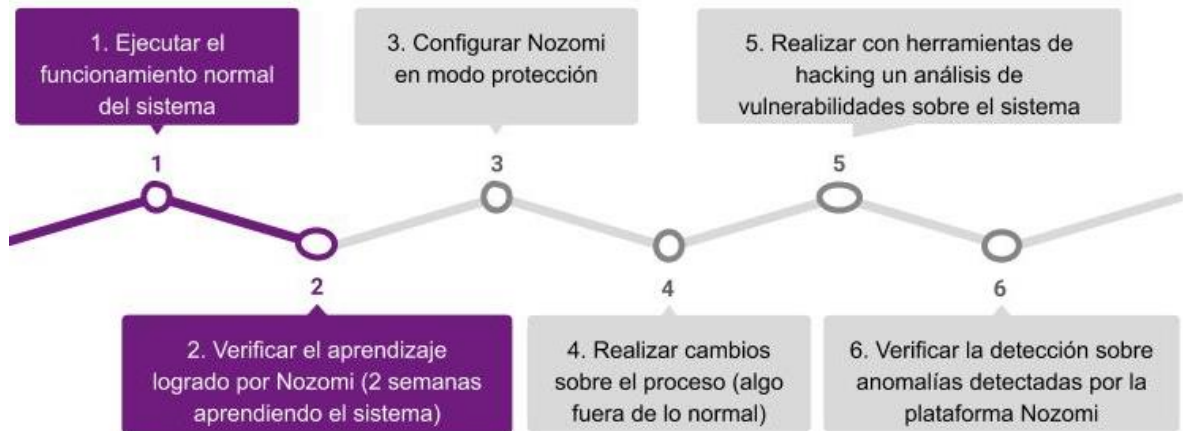 1. Ejecutar el
funcionamiento normal
del sistema
3. Configurar Nozomi
en modo protección
5. Realizar con herramientas de
hacking un análisis de
vulnerabilidades sobre el sistema
1
3
5
2
4
6
2. Verificar el aprendizaje
logrado por Nozomi (2 semanas
aprendiendo el sistema)
4. Realizar cambios
sobre el proceso (algo
fuera de lo normal)
6. Verificar la detección sobre
anomalías detectadas por la
plataforma Nozomi